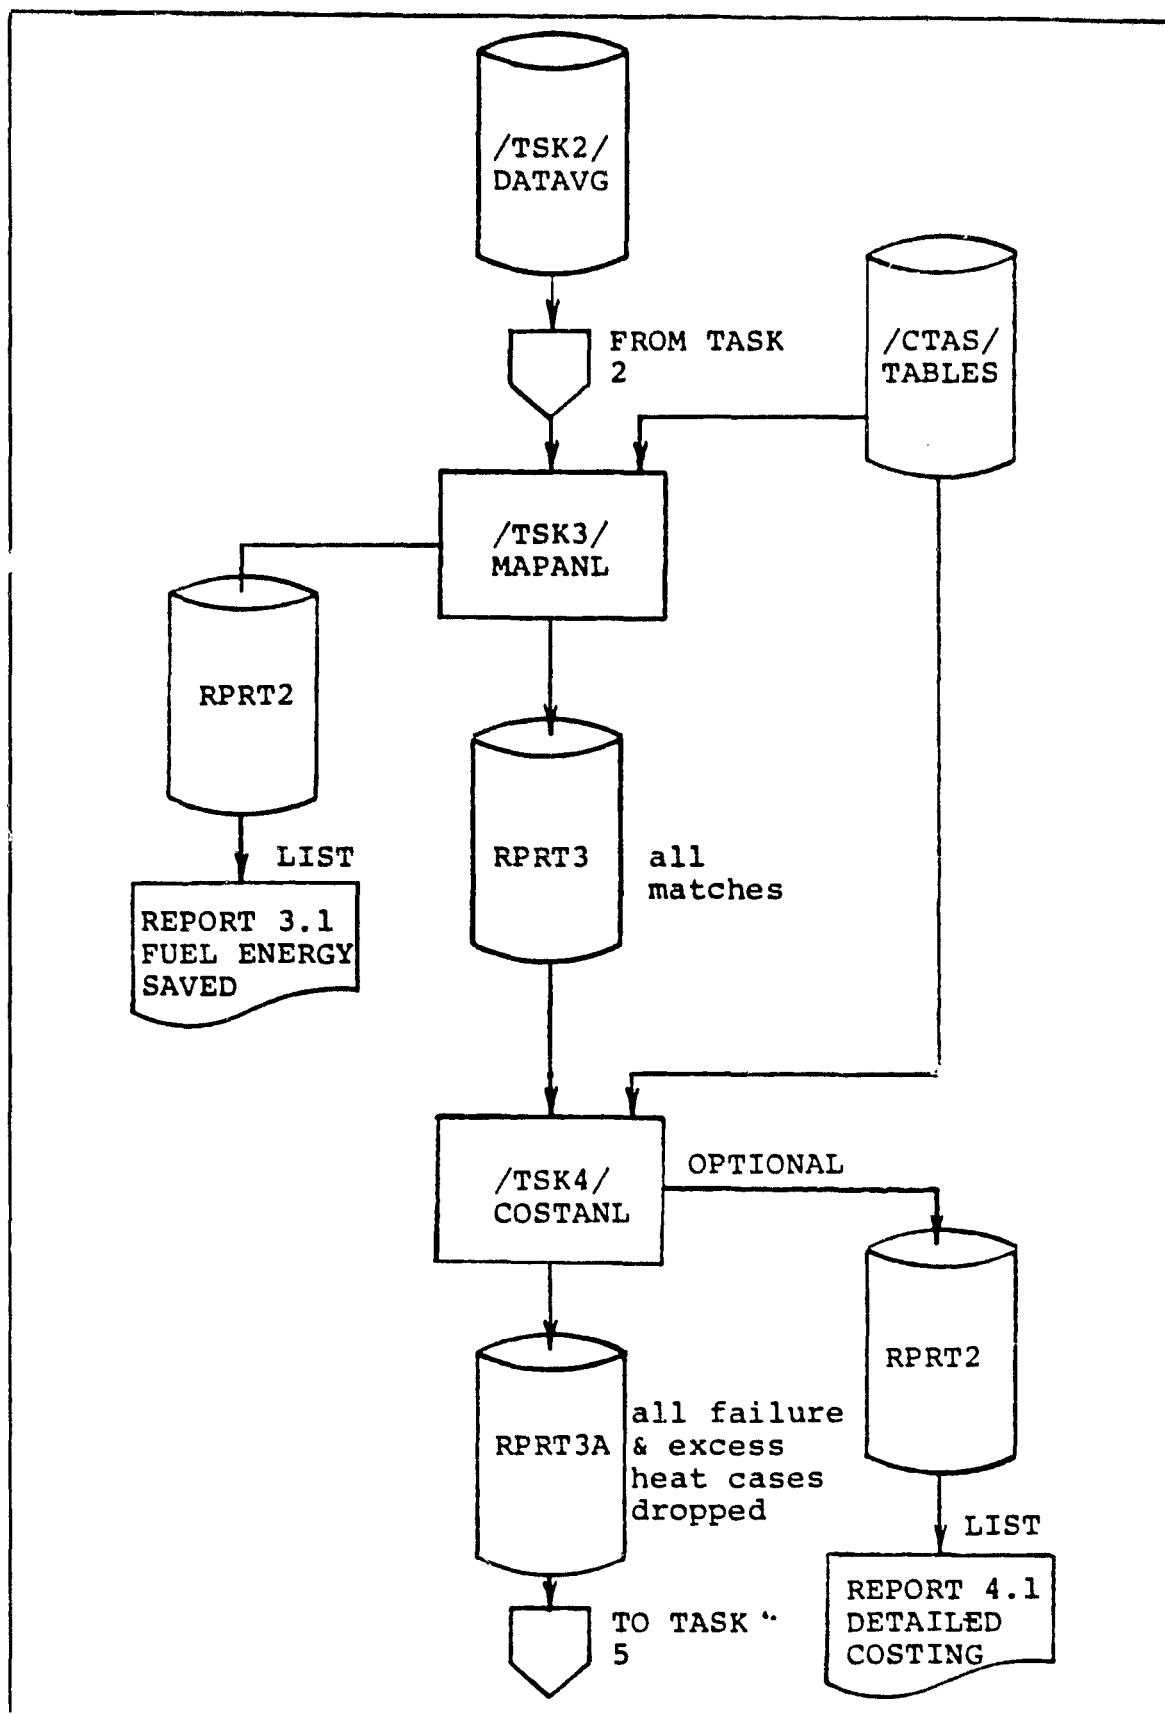 /TSK2/
DATAVG
FROM TASK
2
/CTAS/
TABLES
/TSK3/
MAPANL
RPRT2
RPRT3
all
matches
LIST
REPORT 3.1
FUEL ENERGY
SAVED
/TSK4/
COSTANL
OPTIONAL
RPRT2
RPRT3A
all failure
& excess
heat cases
dropped
LIST
REPORT 4.1
DETAILED
COSTING
TO TASK
5